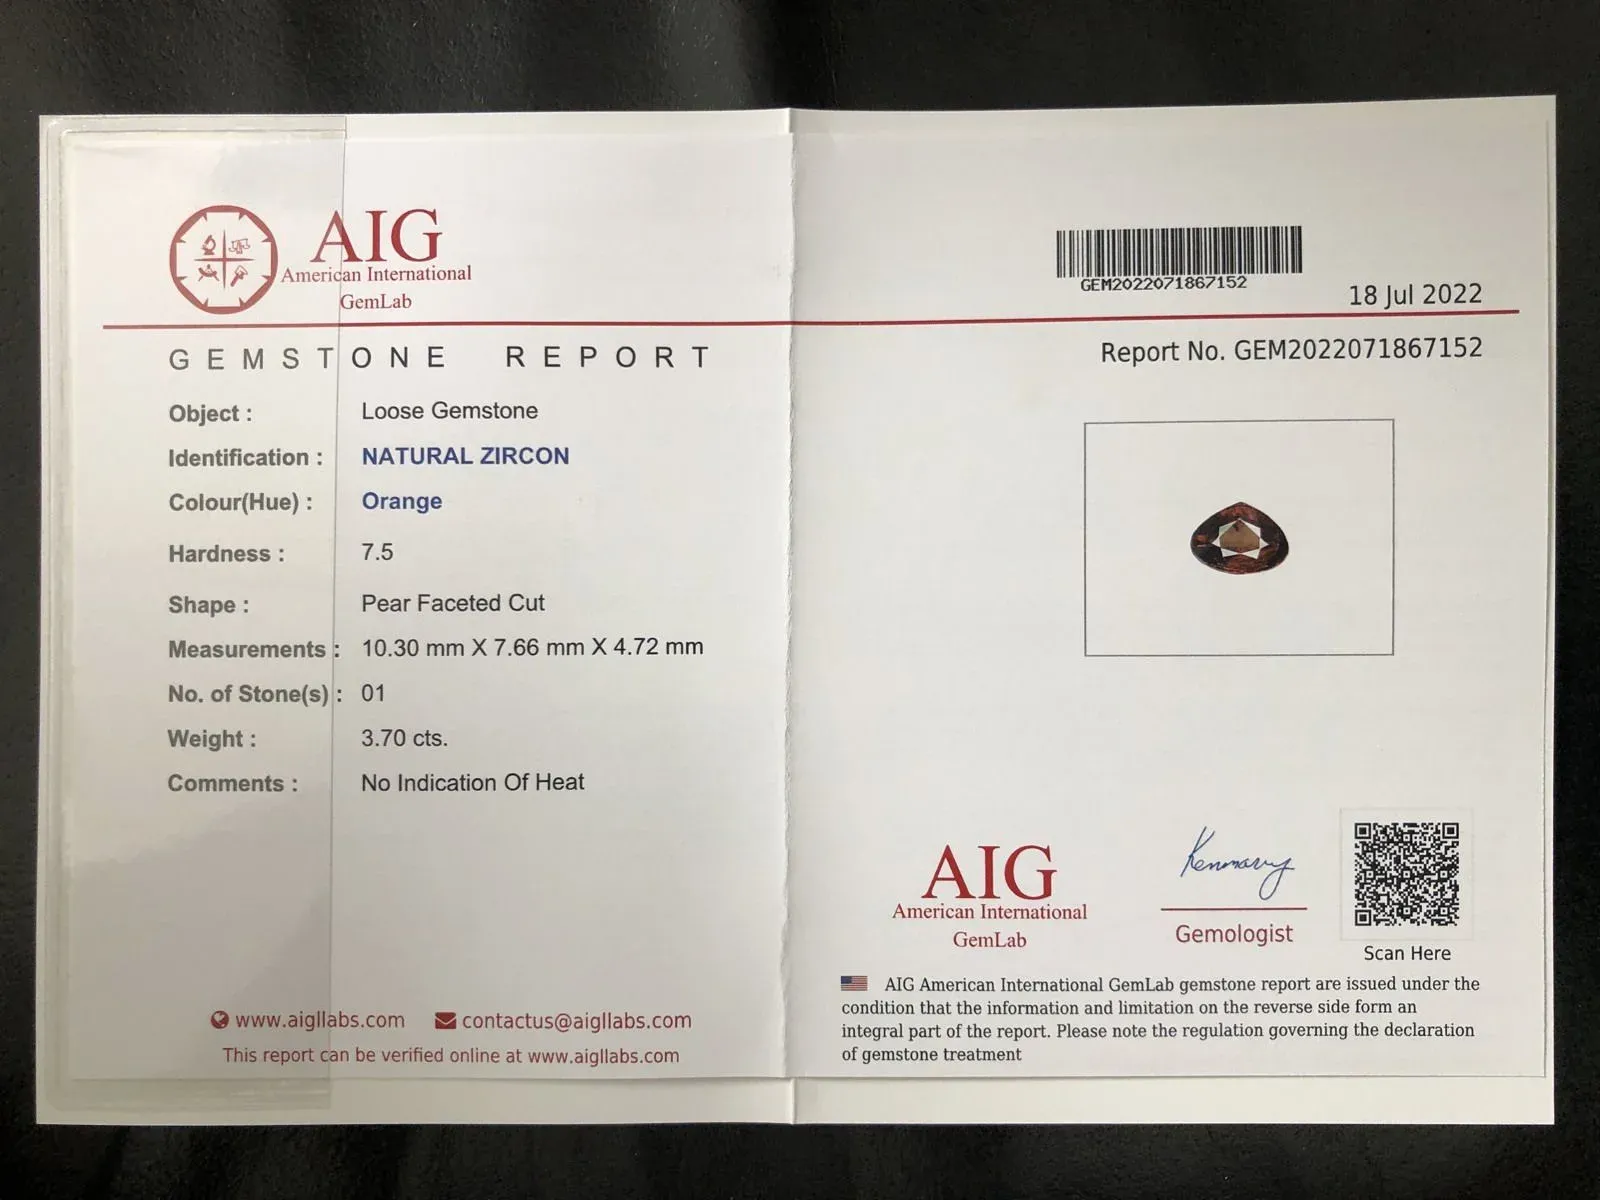 AIG
American International
GemLab
GEMSTONE REPORT
Object : Loose Gemstone
Identification : NATURAL ZIRCON
Colour(Hue) : Orange
Hardness : 7.5
Shape : Pear Faceted Cut
Measurements : 10.30 mm X 7.66 mm X 4.72 mm
No. of Stone(s) : 01
Weight : 3.70 cts.
Comments : No Indication Of Heat
www.aigllabs.com contactus@aigllabs.com
This report can be verified online at www.aigllabs.com
GEM2022071867152
18 Jul 2022
Report No. GEM2022071867152
AIG
American International
GemLab
Gemologist
Scan Here
AIG American International GemLab gemstone report are issued under the
condition that the information and limitation on the reverse side form an
integral part of the report. Please note the regulation governing the declaration
of gemstone treatment